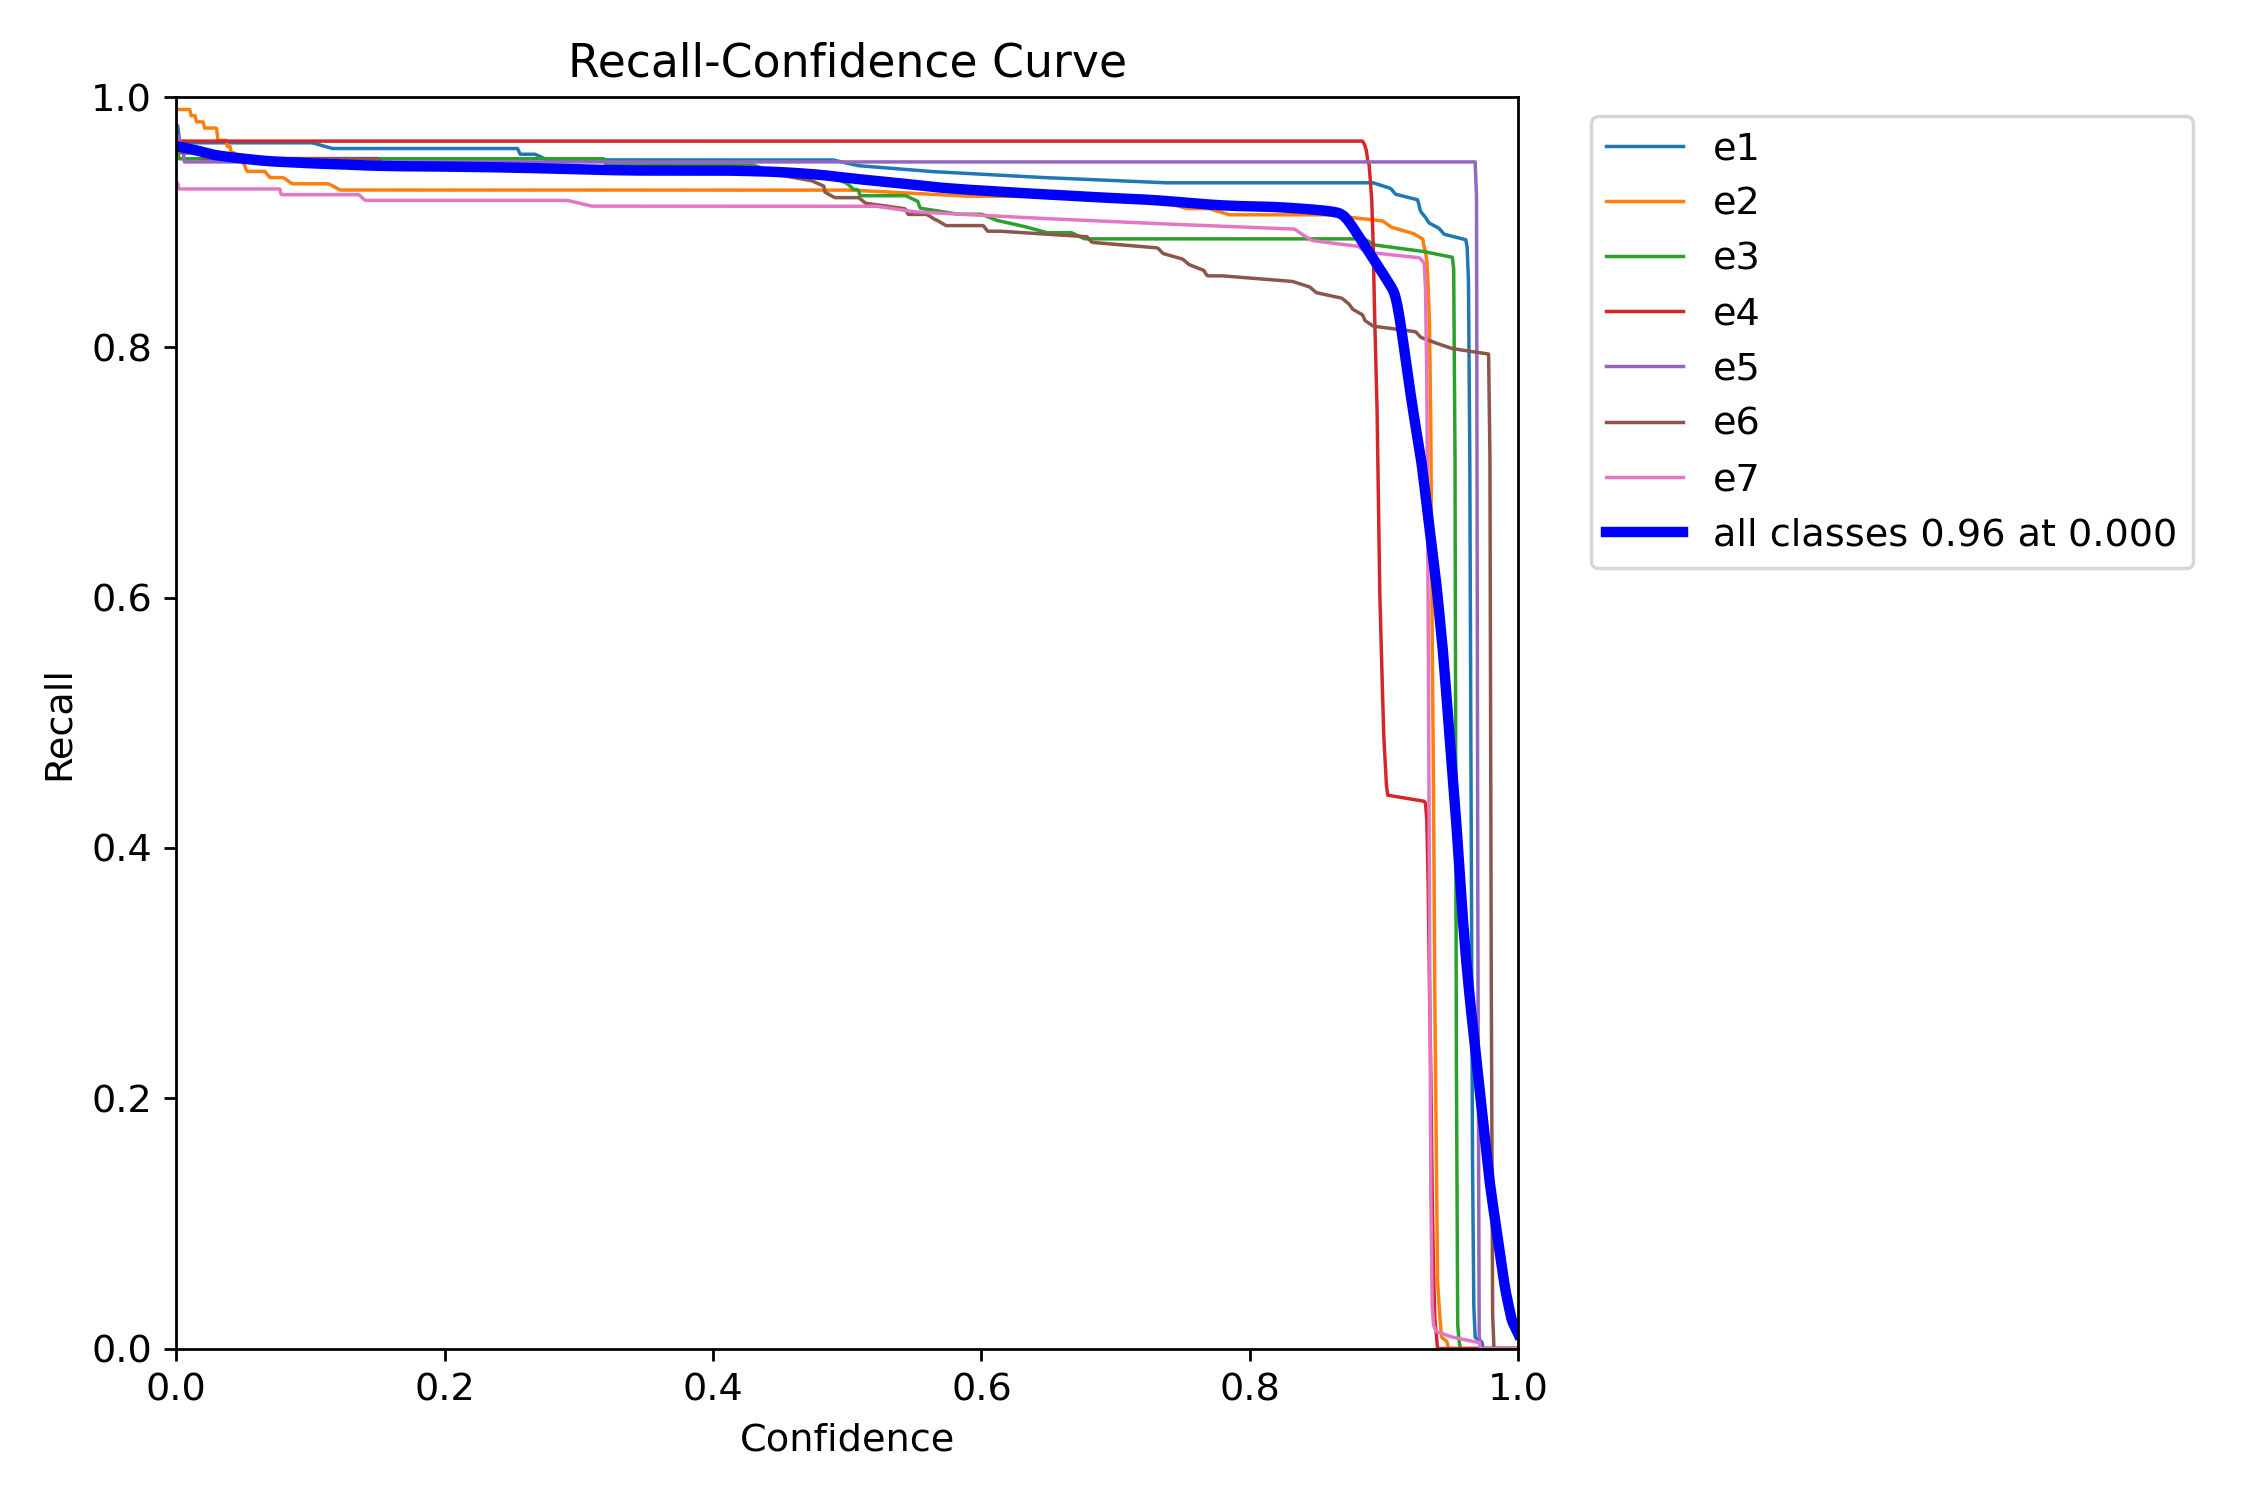 Recall-Confidence Curve
1.0
0.8
0.6
0.4
0.2
0.0
Recall
0.0 0.2 0.4 0.6 0.8 1.0
Confidence
e1
e2
e3
e4
e5
e6
e7
all classes 0.96 at 0.000